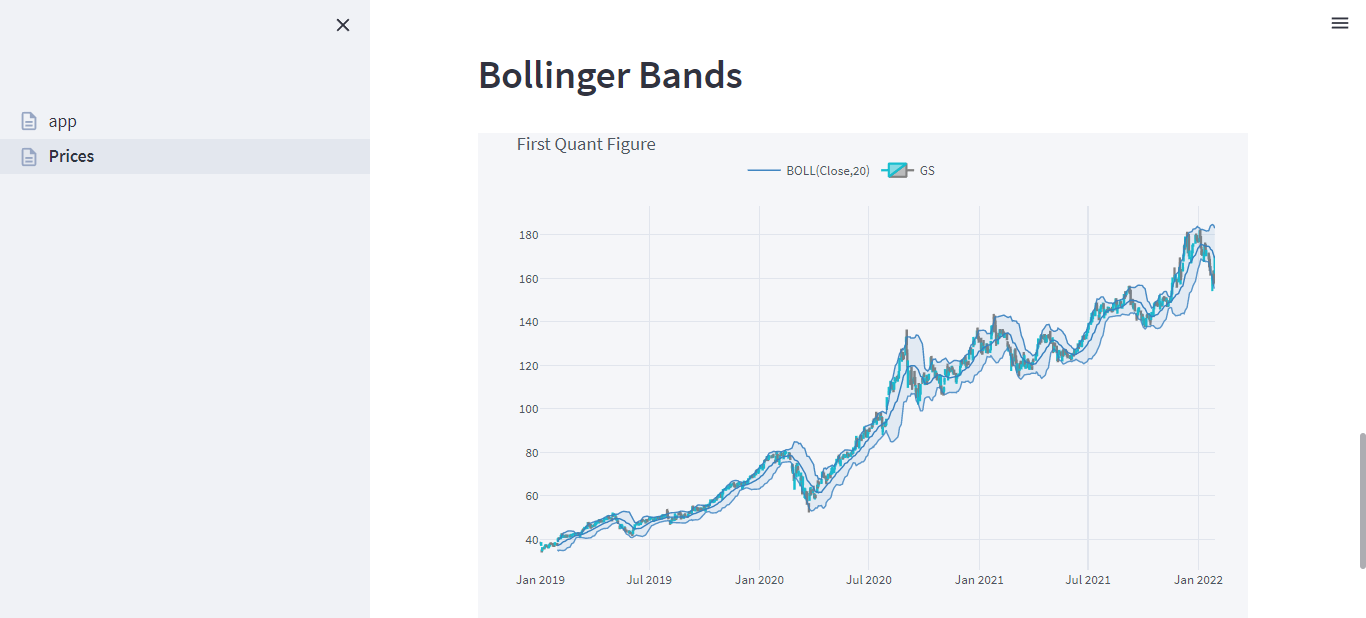 app
Prices
Bollinger Bands
First Quant Figure
BOLL(Close,20) GS
180
160
140
120
100
80
60
40
Jan 2019 Jul 2019 Jan 2020 Jul 2020 Jan 2021 Jul 2021 Jan 2022